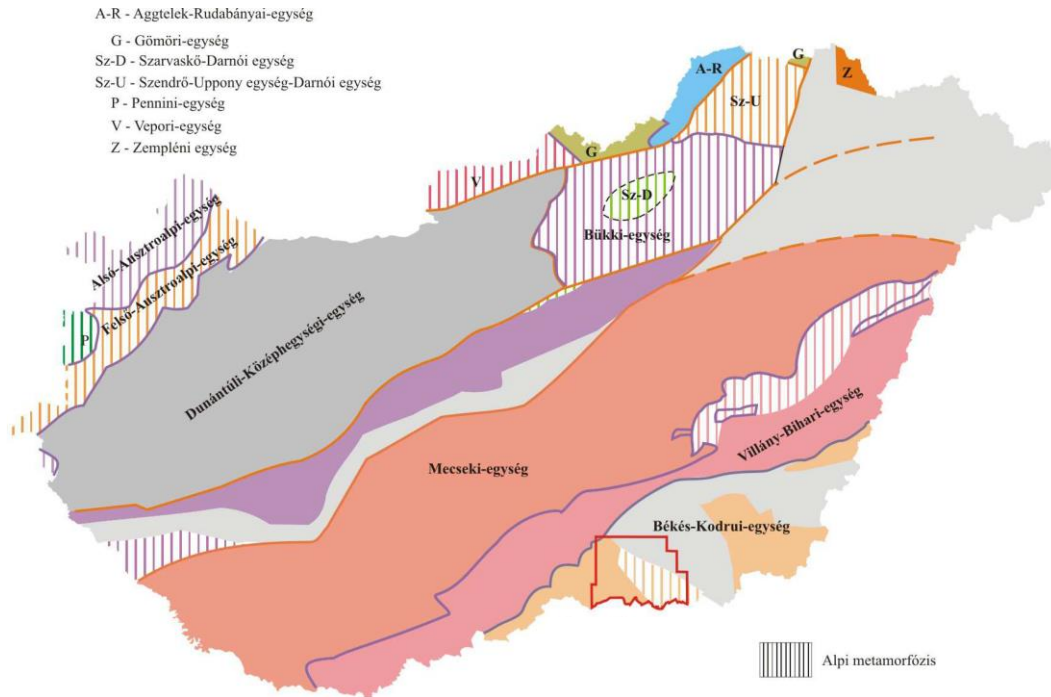 A-R - Aggtelek-Rudabányai-egység
G - Gömöri-egység
Sz-D - Szarvaskő-Darnói egység
Sz-U - Szendrő-Uppony egység-Darnói egység
P - Pennini-egység
V - Vepori-egység
Z - Zempléni egység
A-R
G
Z
Sz-U
G
V
Sz-D
Bükki-egység
Alsó-Ausztroalpi-egység
Felső-Ausztroalpi-egység
P
Dunántúli-Középhegységi-egység
Mecseki-egység
Villány-Bihari-egység
Békés-Kodrui-egység
Alpi metamorfózis